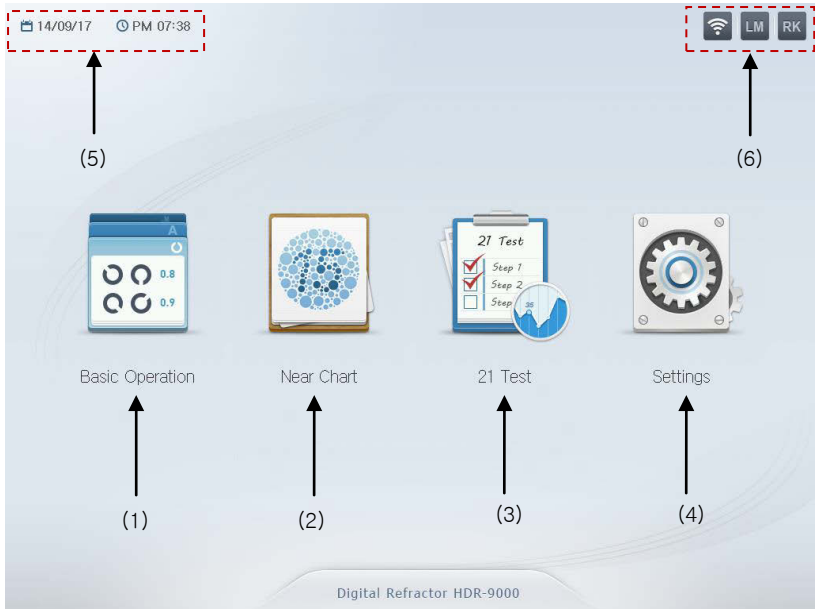 14/09/17 PM 07:38 LM RK
(5) (6)
A
21 Test
0.8
Step 1
Step 2
0.9
Step
35
Basic Operation Near Chart 21 Test Settings
(1) (2) (3) (4)
Digital Refractor HDR-9000